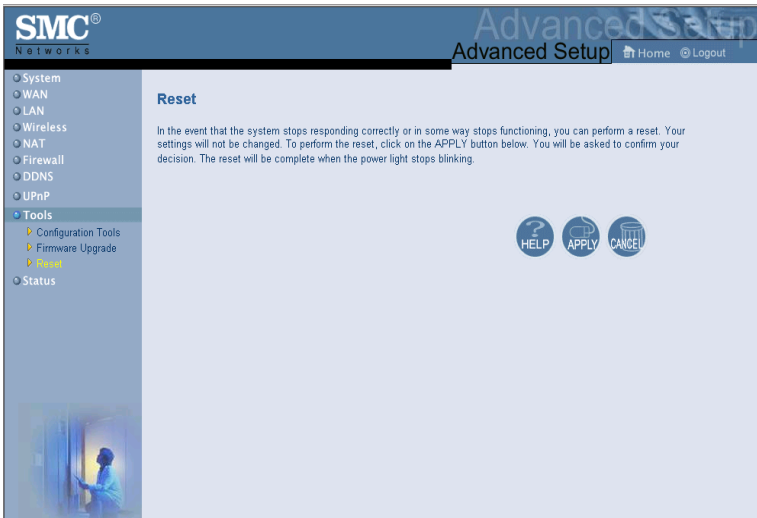 SMC®
Networks
Advanced Setup
Advanced Setup
Home
Logout
System
WAN
LAN
Wireless
NAT
Firewall
DDNS
UPnP
Tools
Configuration Tools
Firmware Upgrade
Reset
Status
Reset
In the event that the system stops responding correctly or in some way stops functioning, you can perform a reset. Your
settings will not be changed. To perform the reset, click on the APPLY button below. You will be asked to confirm your
decision. The reset will be complete when the power light stops blinking.
HELP
APPLY
CANCEL